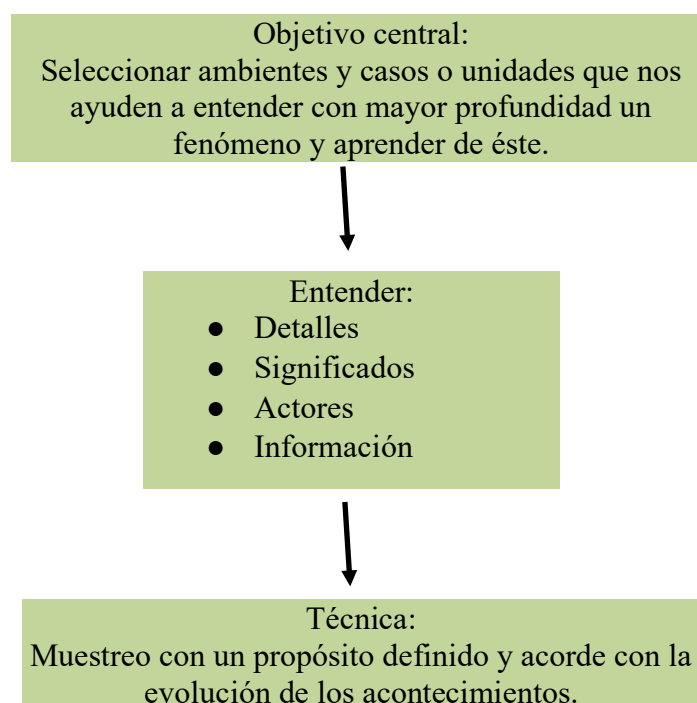 Objetivo central:
Seleccionar ambientes y casos o unidades que nos
ayuden a entender con mayor profundidad un
fenómeno y aprender de éste.
Entender:
● Detalles
● Significados
● Actores
● Información
Técnica:
Muestreo con un propósito definido y acorde con la
evolución de los acontecimientos.